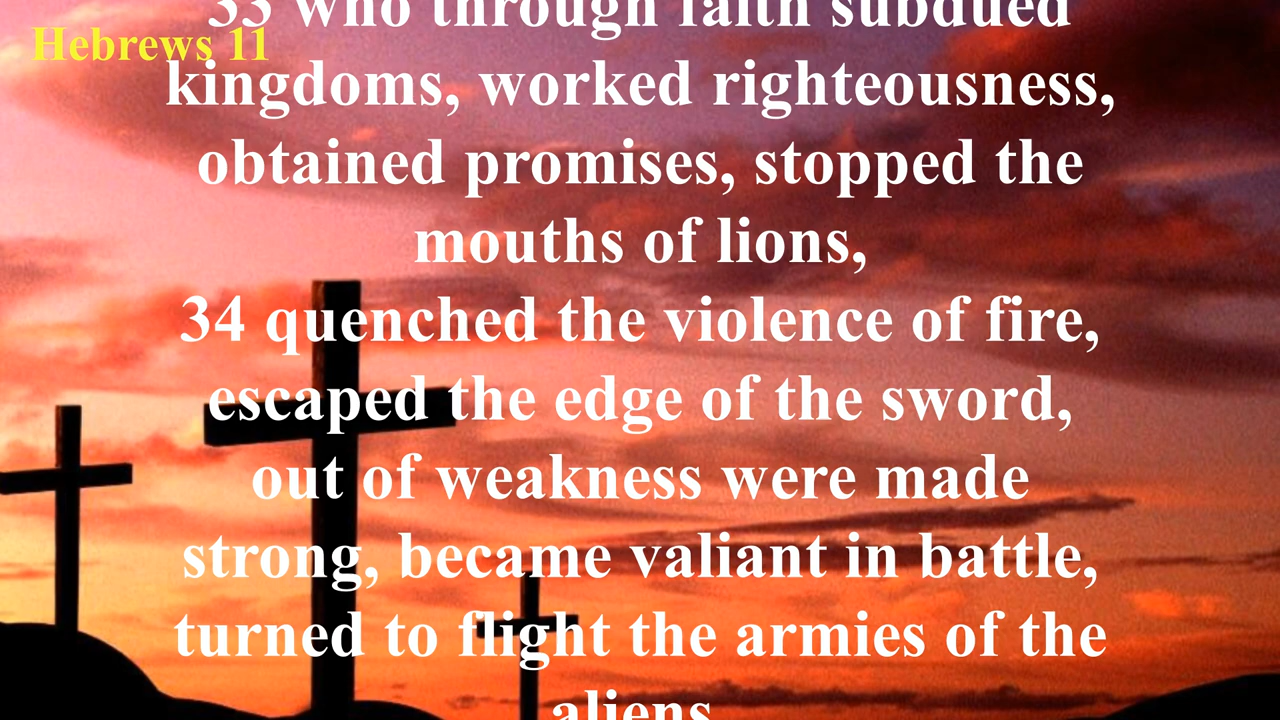 Hebrews 11
33 who through faith subdued
kingdoms, worked righteousness,
obtained promises, stopped the
mouths of lions,
34 quenched the violence of fire,
escaped the edge of the sword,
out of weakness were made
strong, became valiant in battle,
turned to flight the armies of the
aliens